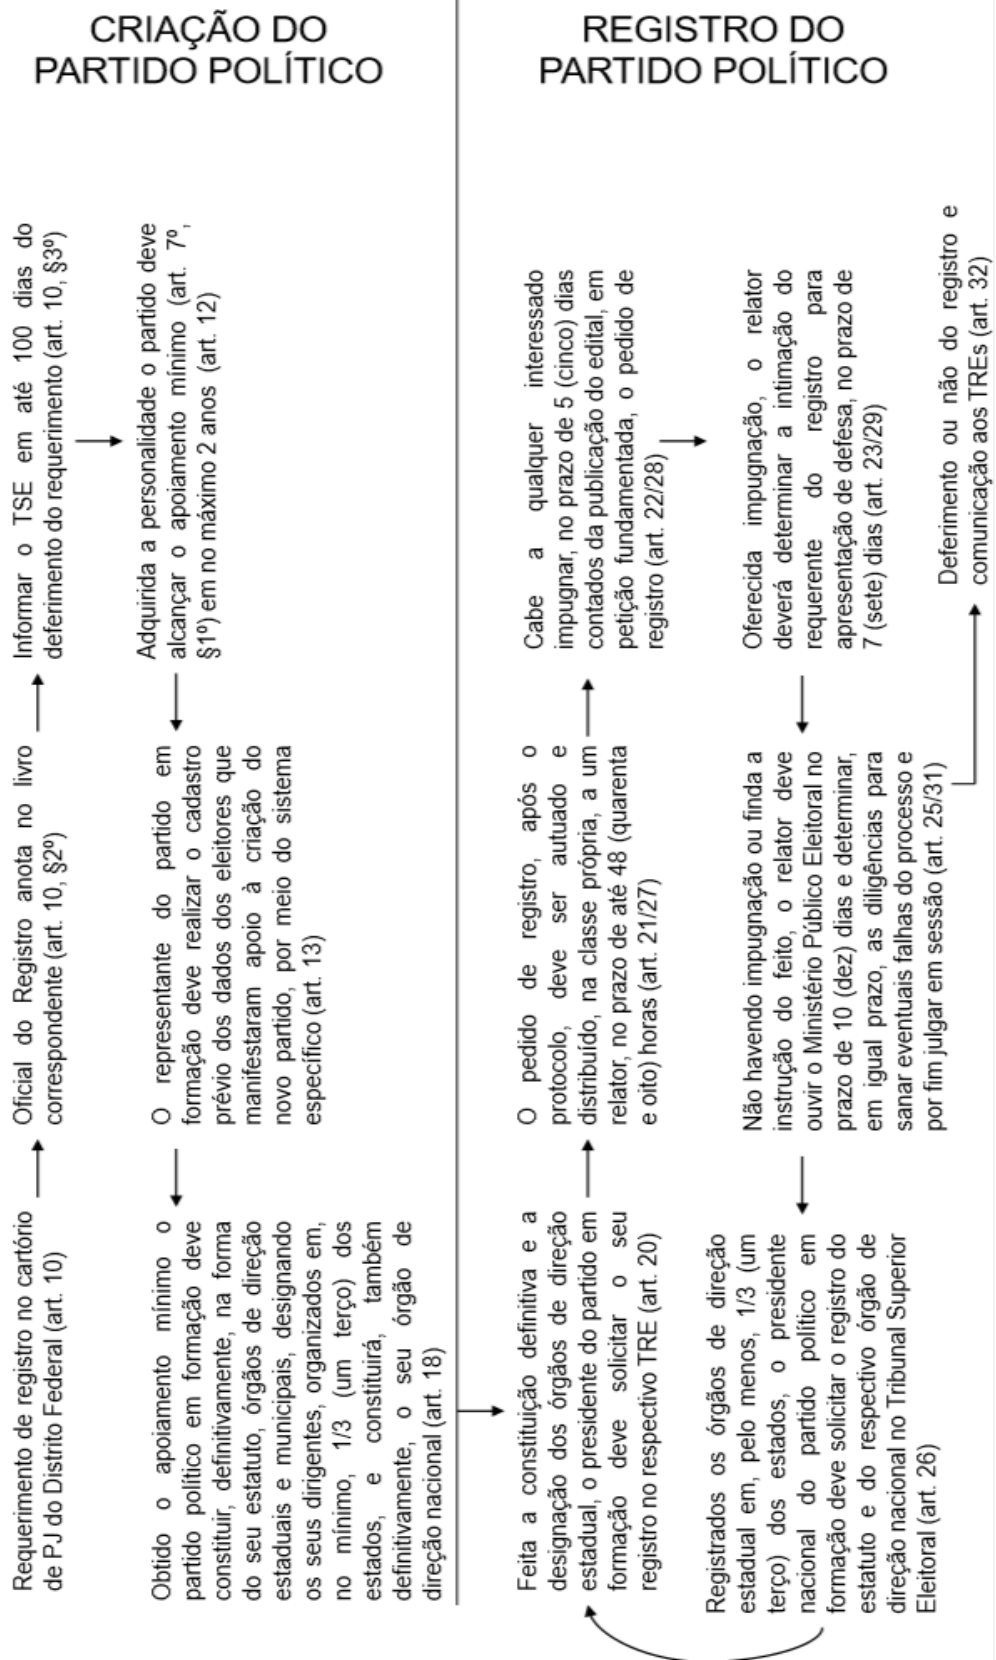 CRIAÇÃO DO
PARTIDO POLÍTICO
Requerimento de registro no cartório
de PJ do Distrito Federal (art. 10)
Oficial do Registro anota no livro
correspondente (art. 10, §2º)
Informar o TSE em até 100 dias do
deferimento do requerimento (art. 10, §3º)
Adquirida a personalidade o partido deve
alcançar o apoiamento mínimo (art. 7º,
§1º) em no máximo 2 anos (art. 12)
O representante do partido em
formação deve realizar o cadastro
prévio dos dados dos eleitores que
manifestaram apoio à criação do
novo partido, por meio do sistema
específico (art. 13)
Obtido o apoiamento mínimo o
partido político em formação deve
constituir, definitivamente, na forma
do seu estatuto, órgãos de direção
estaduais e municipais, designando
os seus dirigentes, organizados em,
no mínimo, 1/3 (um terço) dos
estados, e constituirá, também
definitivamente, o seu órgão de
direção nacional (art. 18)
REGISTRO DO
PARTIDO POLÍTICO
Feita a constituição definitiva e a
designação dos órgãos de direção
estadual, o presidente do partido em
formação deve solicitar o seu
registro no respectivo TRE (art. 20)
O pedido de registro, após o
protocolo, deve ser autuado e
distribuído, na classe própria, a um
relator, no prazo de até 48 (quarenta
e oito) horas (art. 21/27)
Cabe a qualquer interessado
impugnar, no prazo de 5 (cinco) dias
contados da publicação do edital, em
petição fundamentada, o pedido de
registro (art. 22/28)
Oferecida impugnação, o relator
deverá determinar a intimação do
requerente do registro para
apresentação de defesa, no prazo de
7 (sete) dias (art. 23/29)
Não havendo impugnação ou finda a
instrução do feito, o relator deve
ouvir o Ministério Público Eleitoral no
prazo de 10 (dez) dias e determinar,
em igual prazo, as diligências para
sanar eventuais falhas do processo e
por fim julgar em sessão (art. 25/31)
Registrados os órgãos de direção
estadual em, pelo menos, 1/3 (um
terço) dos estados, o presidente
nacional do partido político em
formação deve solicitar o registro do
estatuto e do respectivo órgão de
direção nacional no Tribunal Superior
Eleitoral (art. 26)
Deferimento ou não do registro e
comunicação aos TREs (art. 32)